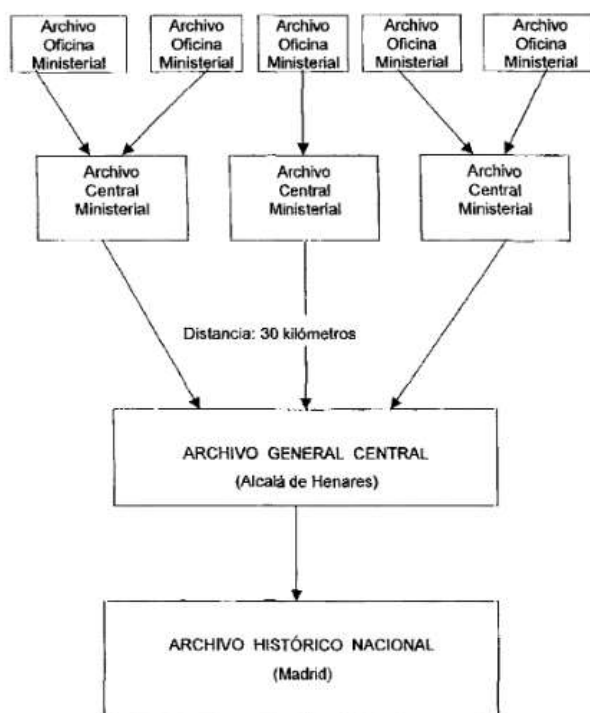 Archivo
Oficina
Ministerial
Archivo
Oficina
Ministerial
Archivo
Oficina
Ministerial
Archivo
Oficina
Ministerial
Archivo
Oficina
Ministerial
Archivo
Central
Ministerial
Archivo
Central
Ministerial
Archivo
Central
Ministerial
Distancia: 30 kilómetros
ARCHIVO GENERAL CENTRAL
(Alcalá de Henares)
ARCHIVO HISTÓRICO NACIONAL
(Madrid)